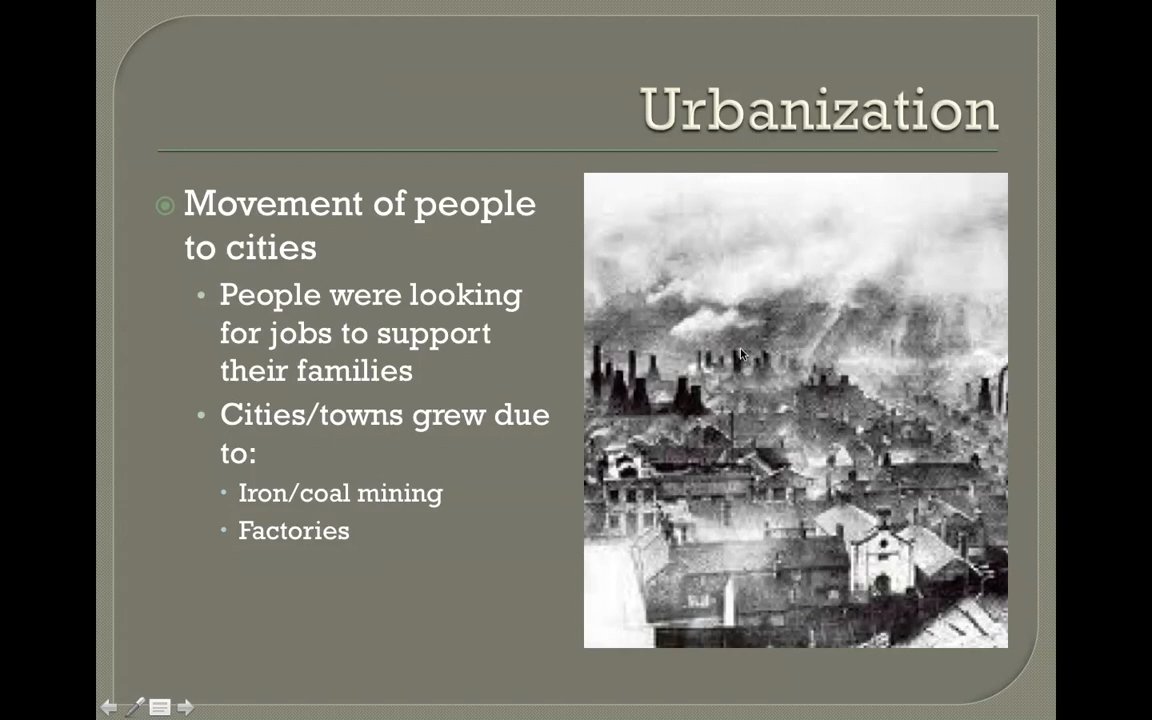 Urbanization
Movement of people
to cities
People were looking
for jobs to support
their families
Cities/towns grew due
to:
Iron/coal mining
Factories